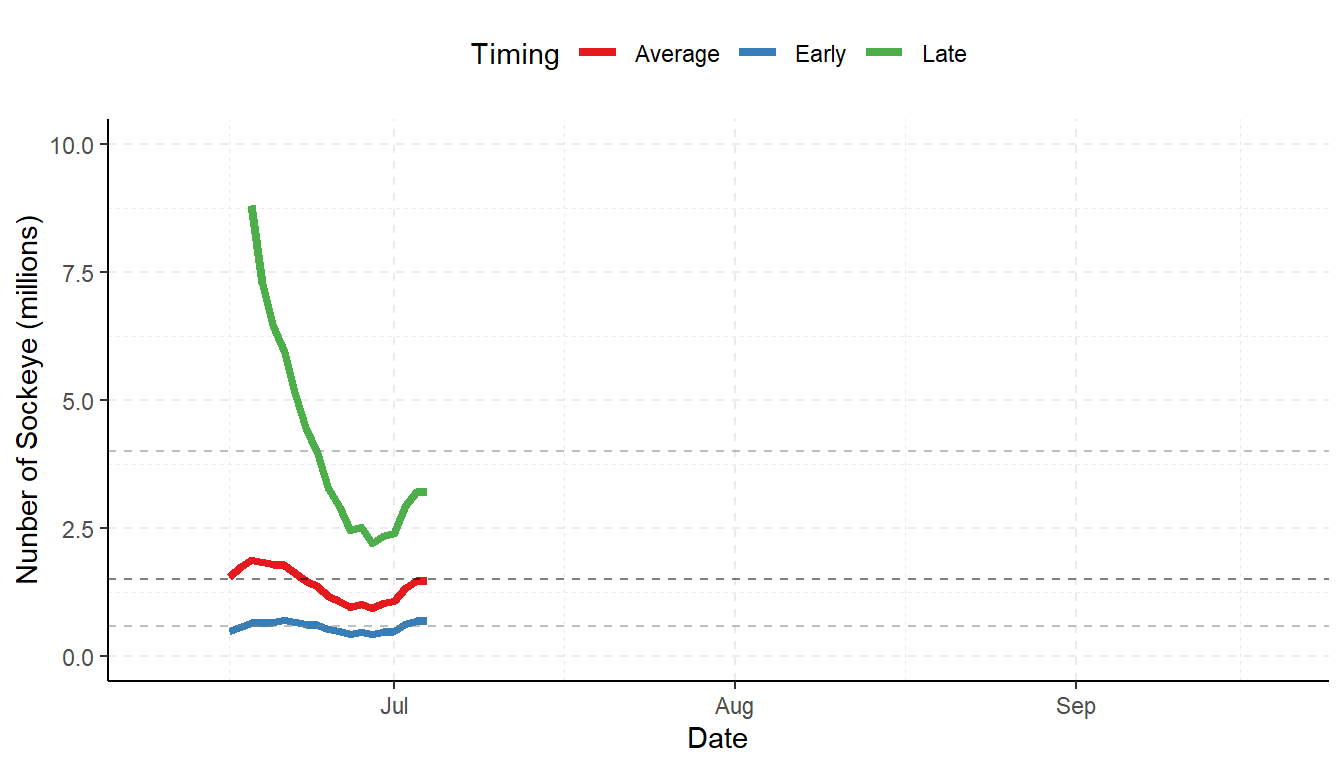 Timing Average Early Late
Nunber of Sockeye (millions)
10.0
7.5
5.0
2.5
0.0
Jul Aug Sep
Date